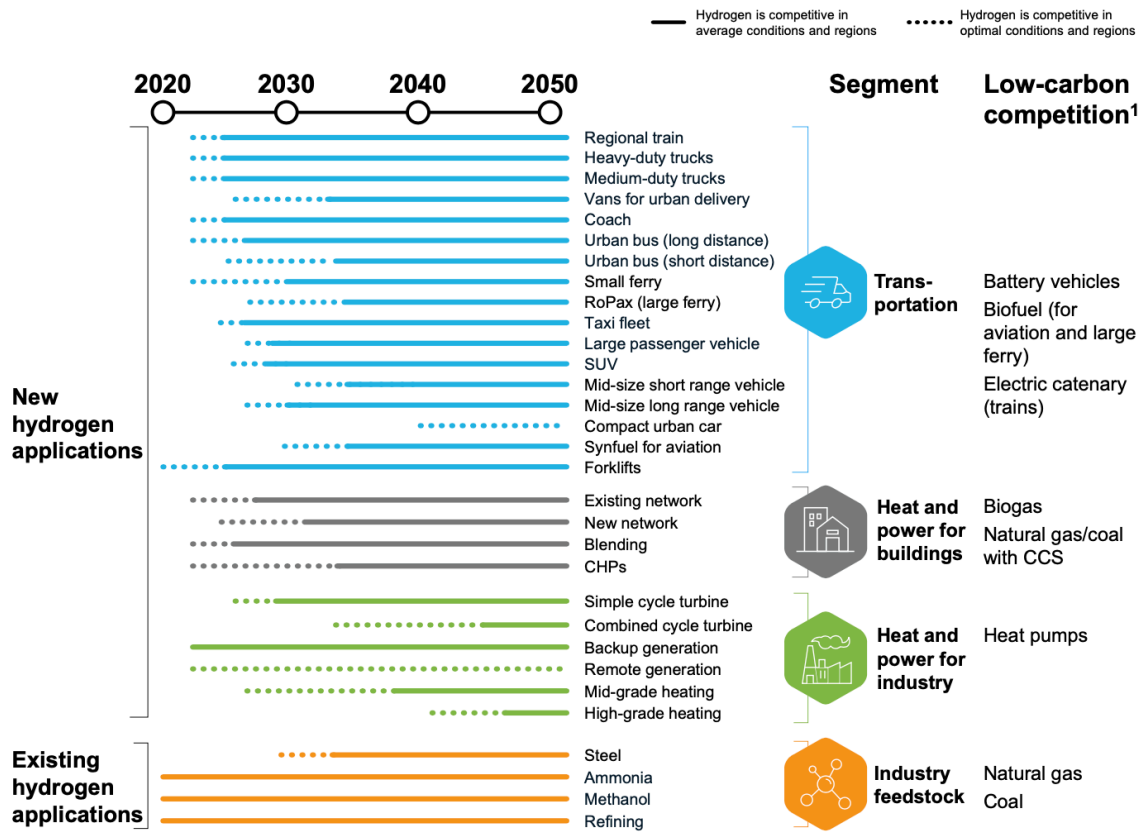 Hydrogen is competitive in
average conditions and regions
Hydrogen is competitive in
optimal conditions and regions
2020 2030 2040 2050
Segment
Low-carbon
competition1
New
hydrogen
applications
Regional train
Heavy-duty trucks
Medium-duty trucks
Vans for urban delivery
Coach
Urban bus (long distance)
Urban bus (short distance)
Small ferry
RoPax (large ferry)
Taxi fleet
Large passenger vehicle
SUV
Mid-size short range vehicle
Mid-size long range vehicle
Compact urban car
Synfuel for aviation
Forklifts
Trans-
portation
Battery vehicles
Biofuel (for
aviation and large
ferry)
Electric catenary
(trains)
Existing network
New network
Blending
CHPs
Heat and
power for
buildings
Biogas
Natural gas/coal
with CCS
Simple cycle turbine
Combined cycle turbine
Backup generation
Remote generation
Mid-grade heating
High-grade heating
Heat and
power for
industry
Heat pumps
Existing
hydrogen
applications
Steel
Ammonia
Methanol
Refining
Industry
feedstock
Natural gas
Coal